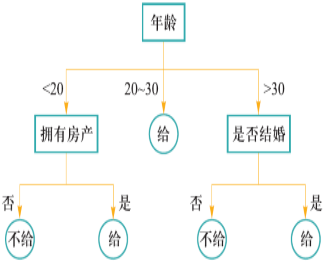 年龄
<20
20~30
>30
拥有房产
给
是否结婚
否
是
否
是
不给
给
不给
给